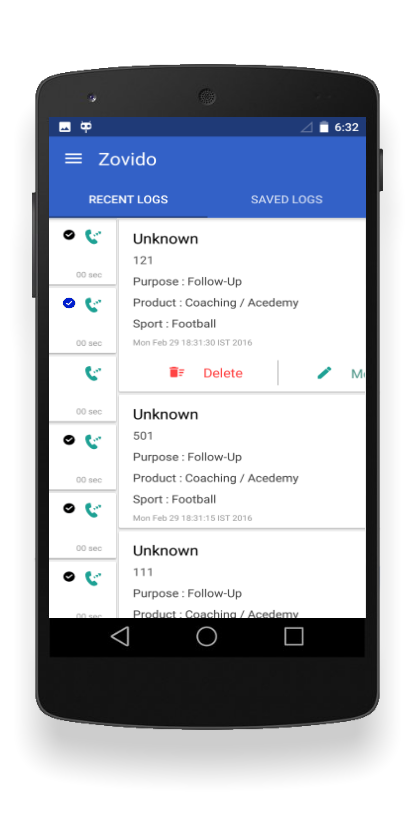 6:32
Zovido
RECENT LOGS
SAVED LOGS
00 sec
Unknown
121
Purpose : Follow-Up
Product : Coaching / Acedemy
Sport : Football
Mon Feb 29 18:31:30 IST 2016
00 sec
Delete
00 sec
Unknown
501
Purpose : Follow-Up
Product : Coaching / Acedemy
Sport : Football
Mon Feb 29 18:31:15 IST 2016
00 sec
00 sec
Unknown
111
Purpose : Follow-Up
Product : Coaching / Acedemy
00 sec